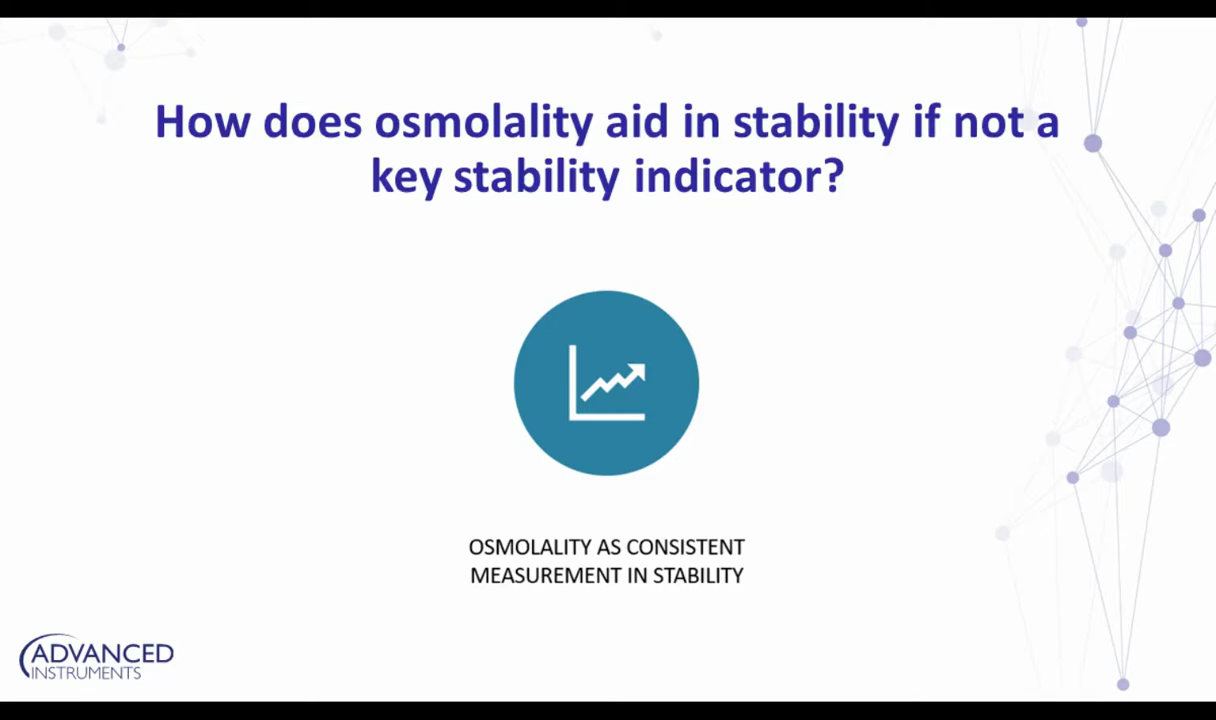 How does osmolality aid in stability if not a
key stability indicator?
OSMOLALITY AS CONSISTENT
MEASUREMENT IN STABILITY
ADVANCED
INSTRUMENTS